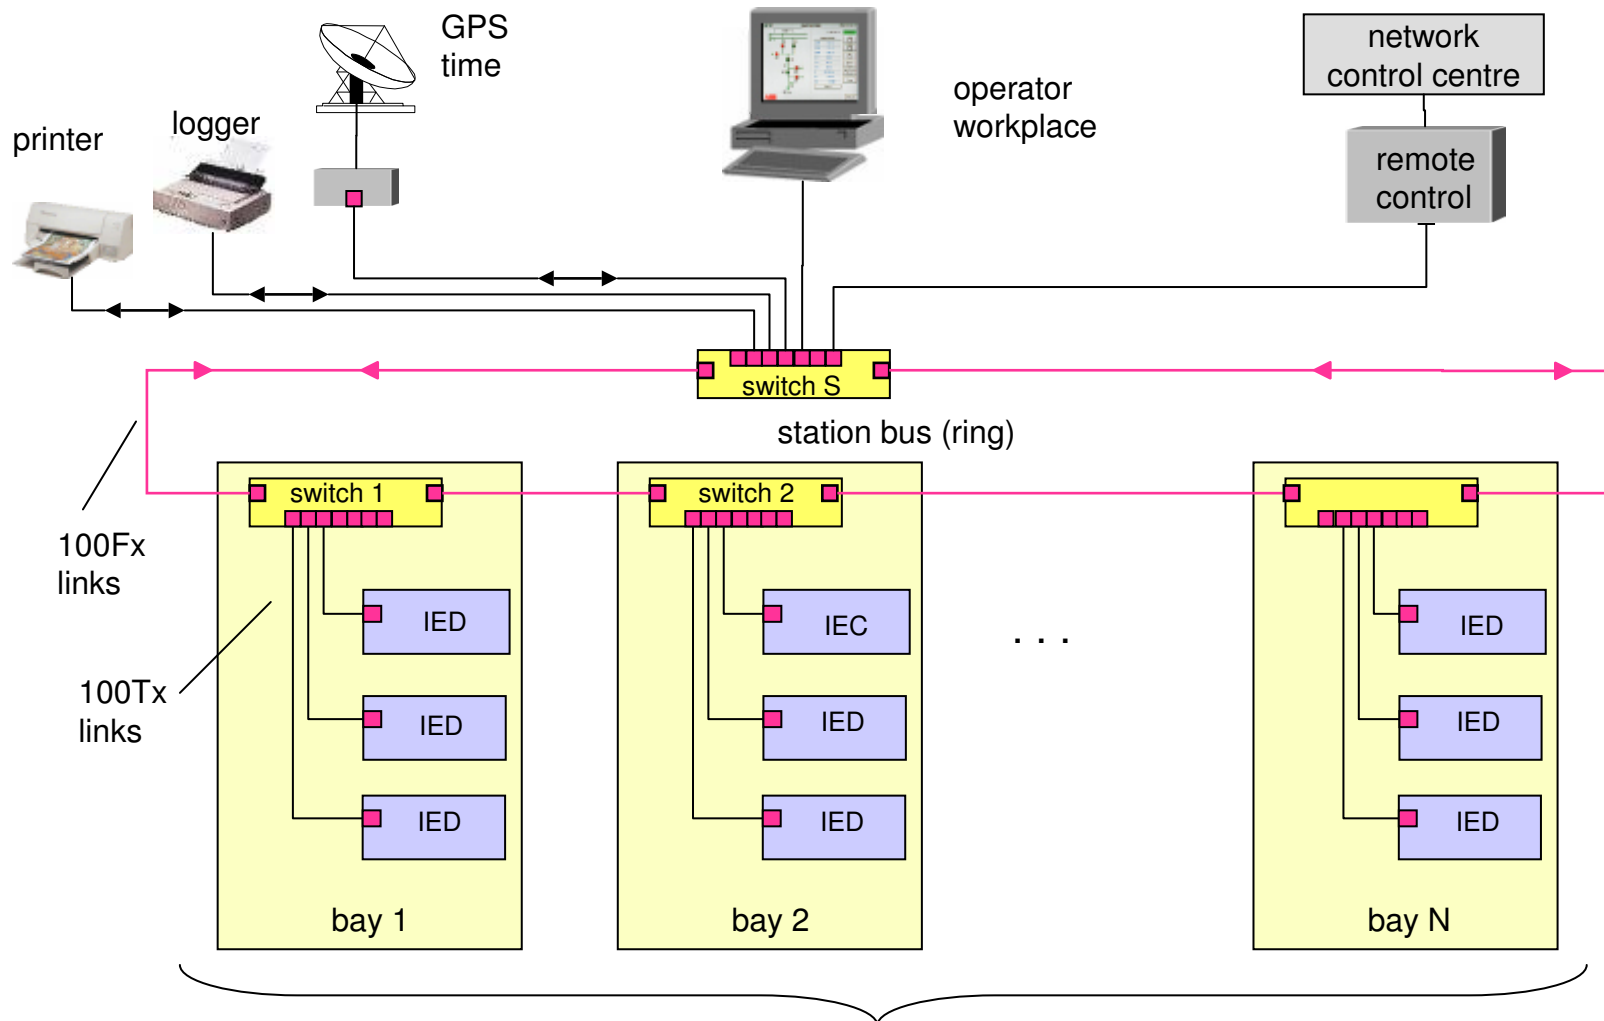 GPS
time
network
control centre
operator
workplace
logger
printer
remote
control
switch S
station bus (ring)
switch 1
switch 2
100Fx
links
IED
IEC
IED
. . .
100Tx
links
IED
IED
IED
IED
IED
IED
bay 1
bay 2
bay N